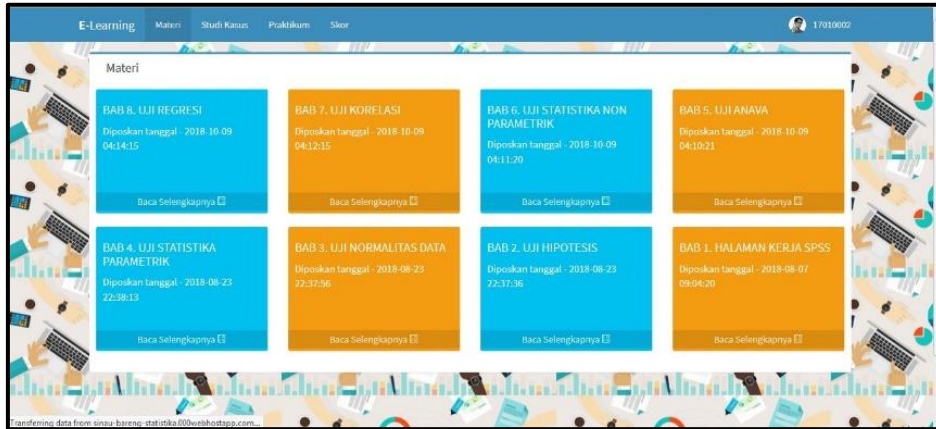 E-Learning Materi Studi Kasus Praktikum Skor 17010002
Materi
BAB 8. UJI REGRESI
Diposkan tanggal - 2018-10-09
04:14:15
Baca Selengkapnya
BAB 7. UJI KORELASI
Diposkan tanggal - 2018-10-09
04:12:15
Baca Selengkapnya
BAB 6. UJI STATISTIKA NON
PARAMETRIK
Diposkan tanggal - 2018-10-09
04:11:20
Baca Selengkapnya
BAB 5. UJI ANAVA
Diposkan tanggal - 2018-10-09
04:10:21
Baca Selengkapnya
BAB 4. UJI STATISTIKA
PARAMETRIK
Diposkan tanggal - 2018-08-23
22:38:13
Baca Selengkapnya
BAB 3. UJI NORMALITAS DATA
Diposkan tanggal - 2018-08-23
22:37:56
Baca Selengkapnya
BAB 2. UJI HIPOTESIS
Diposkan tanggal - 2018-08-23
22:37:36
Baca Selengkapnya
BAB 1. HALAMAN KERJA SPSS
Diposkan tanggal - 2018-08-07
09:04:20
Baca Selengkapnya
Transferring data from sinau-bareng-statistika.000webhostapp.com...